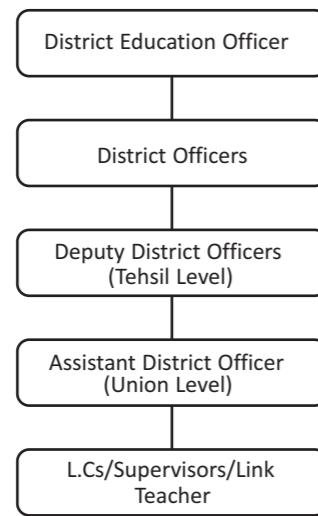 District Education Officer
District Officers
Deputy District Officers
(Tehsil Level)
Assistant District Officer
(Union Level)
L.Cs/Supervisors/Link
Teacher